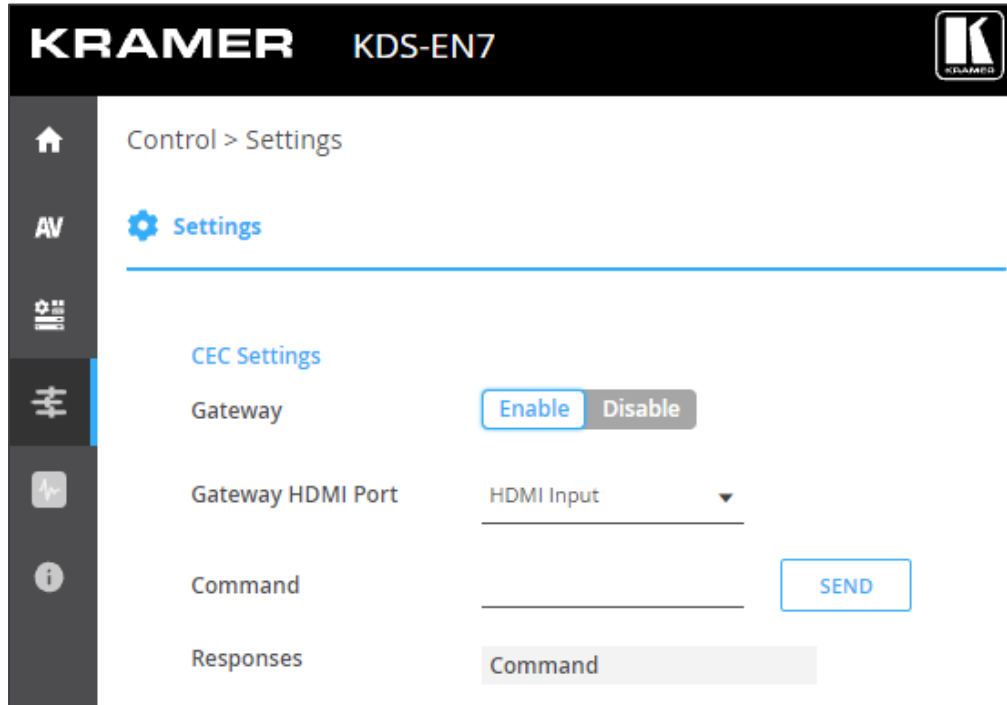 KRAMER KDS-EN7
KRAMER
Control > Settings
AV
Settings
CEC Settings
Gateway Enable Disable
Gateway HDMI Port HDMI Input
Command SEND
Responses Command